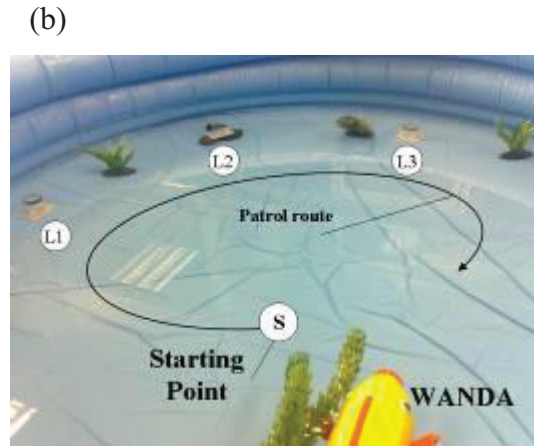 (b)
L2
L3
L1
Patrol route
S
Starting
Point
WANDA